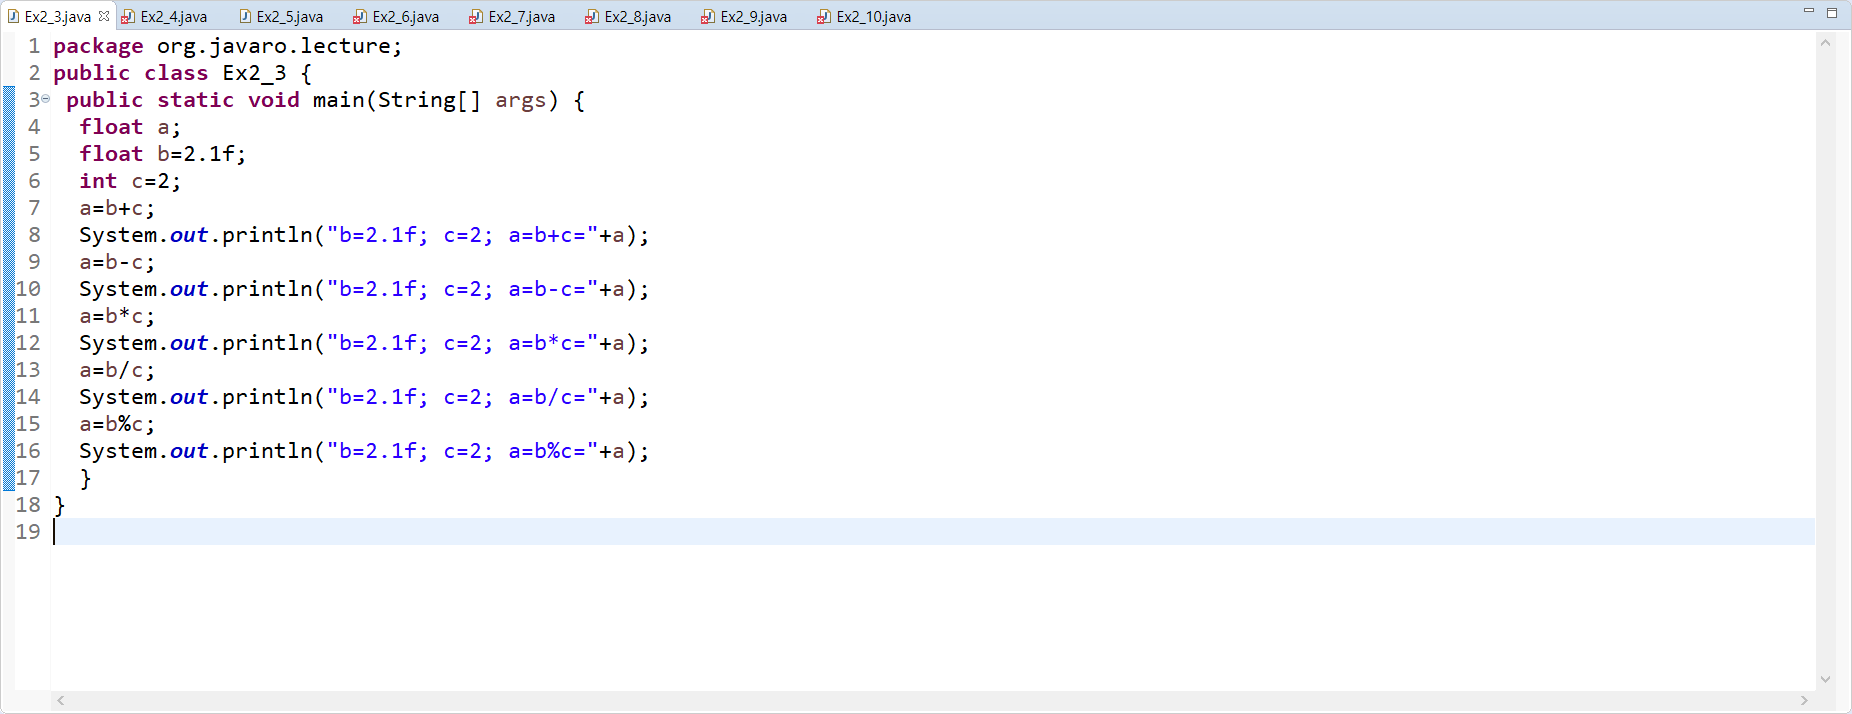 Ex2_3.java Ex2_4.java Ex2_5.java Ex2_6.java Ex2_7.java Ex2_8.java Ex2_9.java Ex2_10.java
1 package org.javaro.lecture;
2 public class Ex2_3 {
3 public static void main(String[] args) {
4 float a;
5 float b=2.1f;
6 int c=2;
7 a=b+c;
8 System.out.println("b=2.1f; c=2; a=b+c="+a);
9 a=b-c;
10 System.out.println("b=2.1f; c=2; a=b-c="+a);
11 a=b*c;
12 System.out.println("b=2.1f; c=2; a=b*c="+a);
13 a=b/c;
14 System.out.println("b=2.1f; c=2; a=b/c="+a);
15 a=b%c;
16 System.out.println("b=2.1f; c=2; a=b%c="+a);
17 }
18 }
19